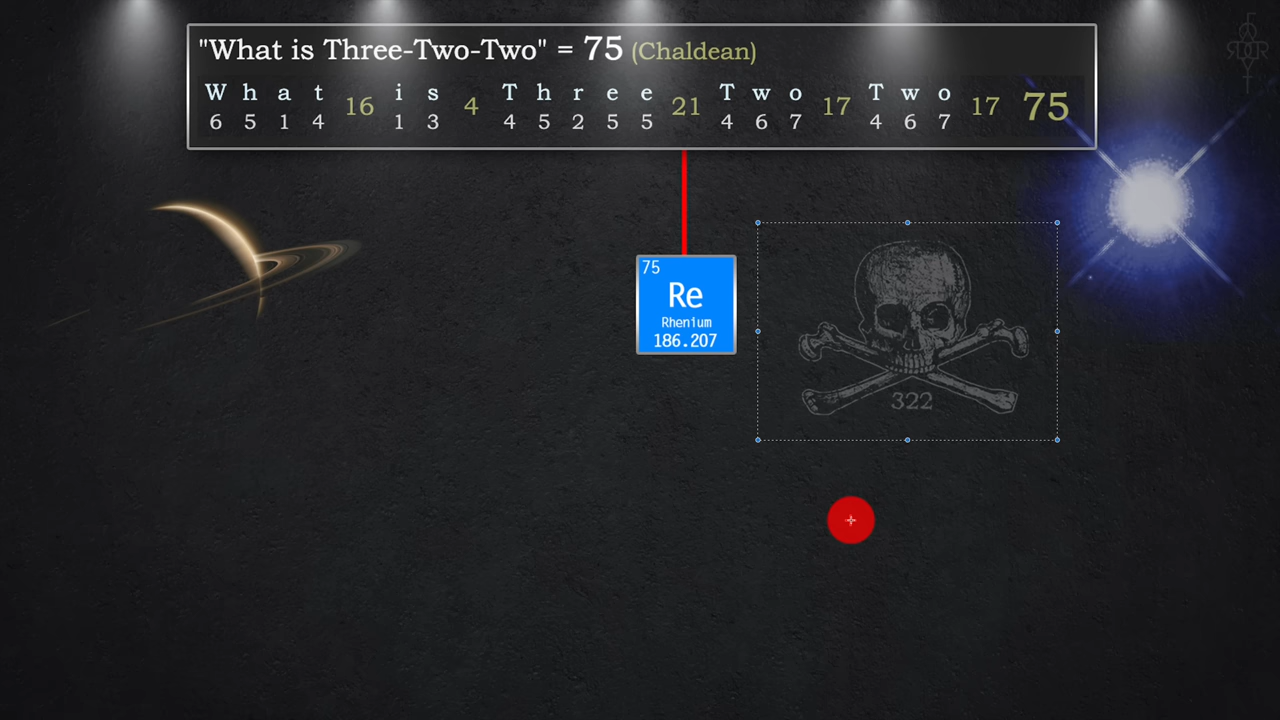 "What is Three-Two-Two" = 75 (Chaldean)
W h a t 16 i s 4 T h r e e 21 T w o 17 T w o 17 75
6 5 1 4 1 3 4 5 2 5 5 4 6 7 4 6 7
75
Re
Rhenium
186.207
322